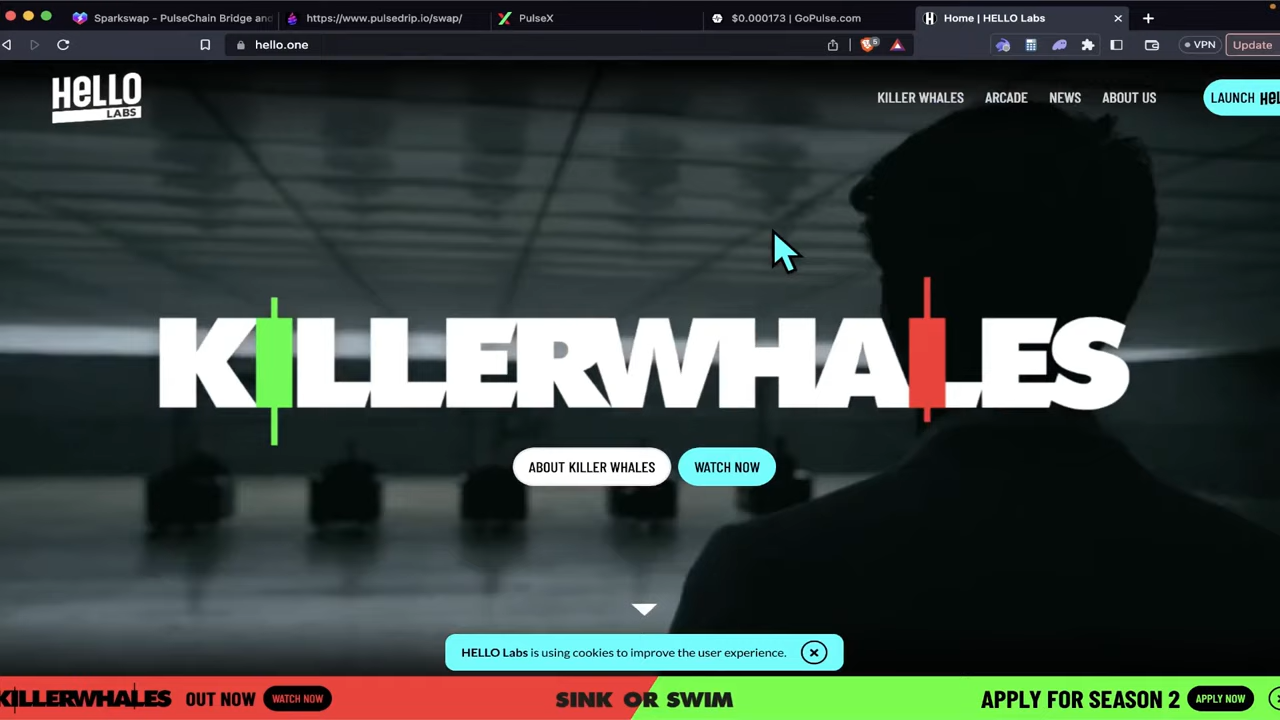 Sparkswap - PulseChain Bridge and
https://www.pulsedrip.io/swap/
PulseX
$0.000173 | GoPulse.com
Home | HELLO Labs
hello.one
5
VPN
Update
HELLO
LABS
KILLER WHALES
ARCADE
NEWS
ABOUT US
LAUNCH
KILLERWHALES
ABOUT KILLER WHALES
WATCH NOW
HELLO Labs is using cookies to improve the user experience.
KILLERWHALES OUT NOW WATCH NOW
SINK OR SWIM
APPLY FOR SEASON 2 APPLY NOW